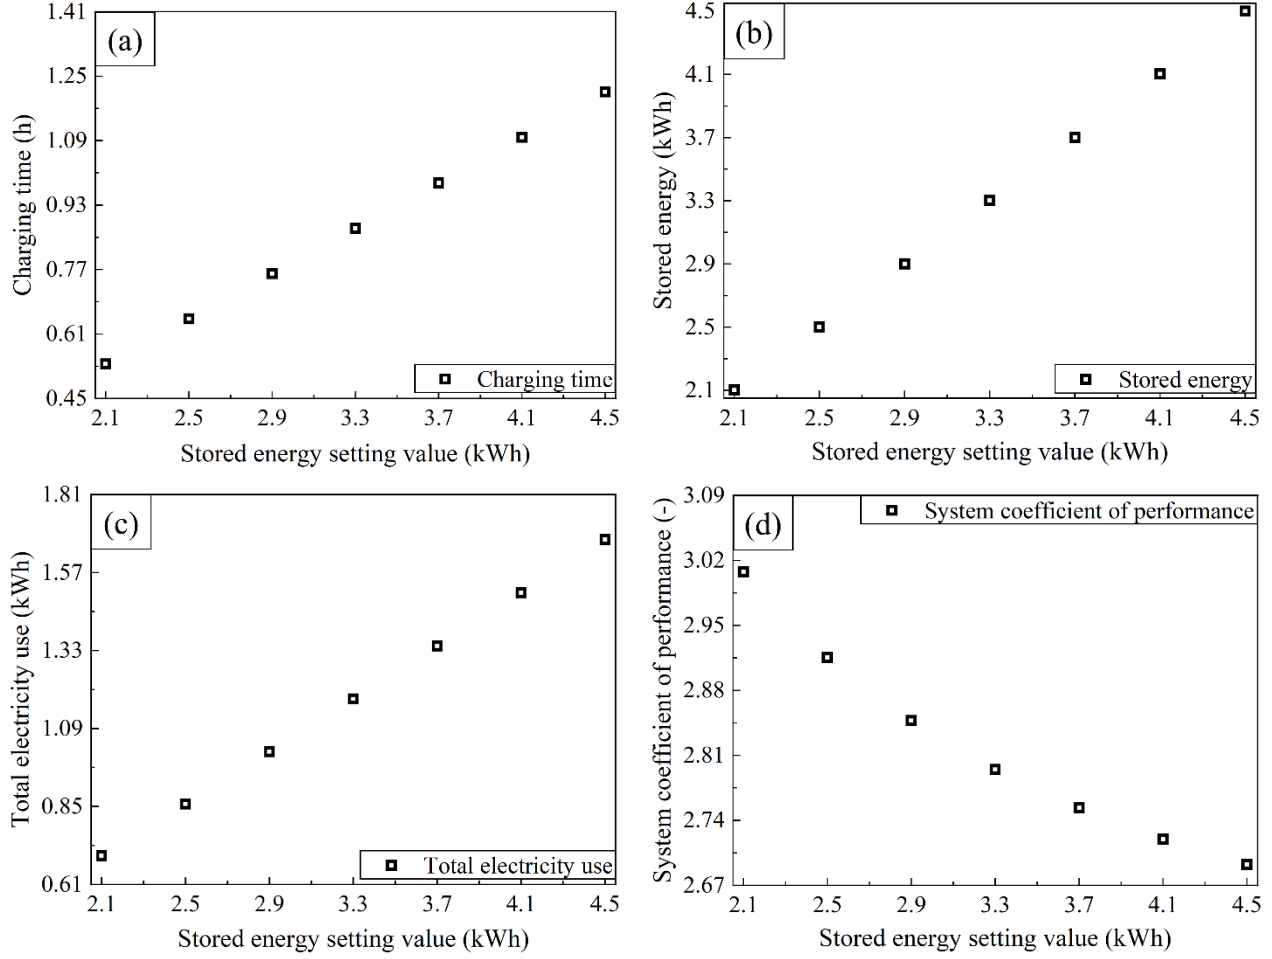 (a)
Charging time (h)
1.41
1.25
1.09
0.93
0.77
0.61
0.45
Charging time
2.1 2.5 2.9 3.3 3.7 4.1 4.5
Stored energy setting value (kWh)
(b)
Stored energy (kWh)
4.5
4.1
3.7
3.3
2.9
2.5
2.1
Stored energy
2.1 2.5 2.9 3.3 3.7 4.1 4.5
Stored energy setting value (kWh)
(c)
Total electricity use (kWh)
1.81
1.57
1.33
1.09
0.85
0.61
Total electricity use
2.1 2.5 2.9 3.3 3.7 4.1 4.5
Stored energy setting value (kWh)
(d)
System coefficient of performance (-)
3.09
3.02
2.95
2.88
2.81
2.74
2.67
System coefficient of performance
2.1 2.5 2.9 3.3 3.7 4.1 4.5
Stored energy setting value (kWh)